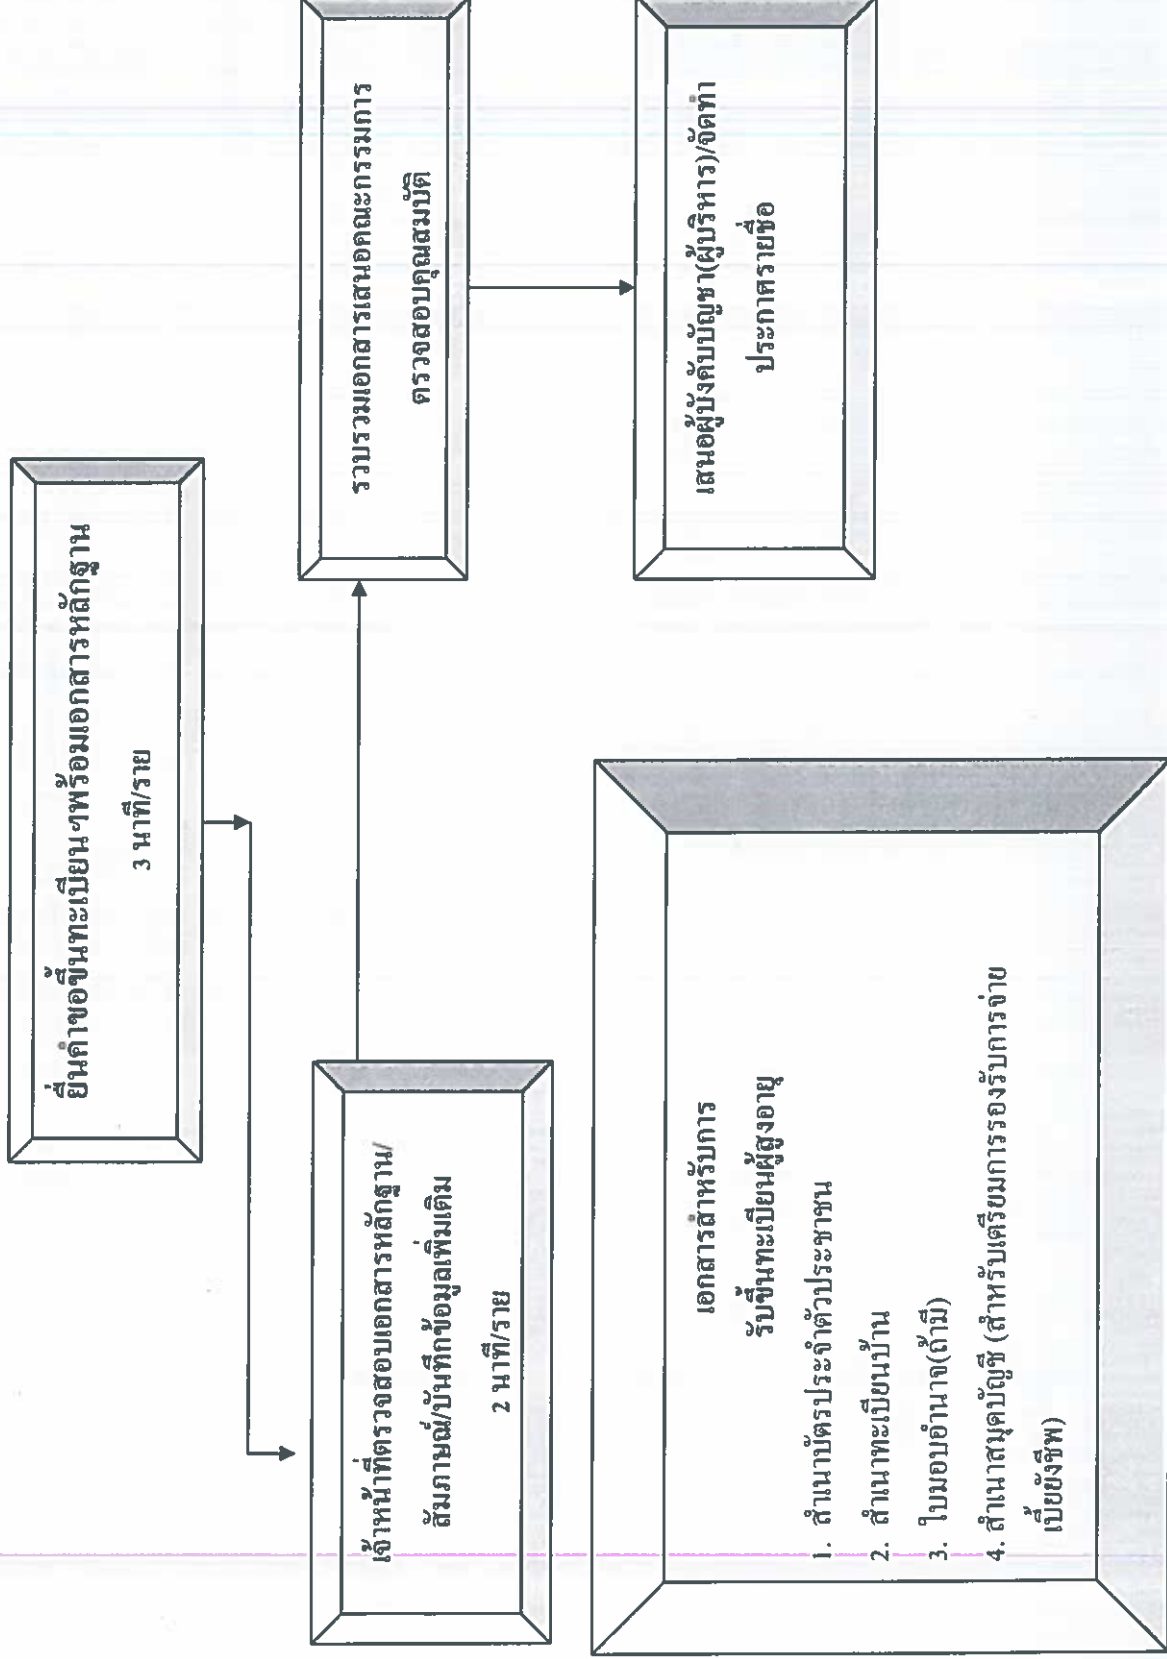 ยื่นคำขอขึ้นทะเบียนฯพร้อมเอกสารหลักฐาน
3 นาที/ราย
เจ้าหน้าที่ตรวจสอบเอกสารหลักฐาน/
สัมภาษณ์/บันทึกข้อมูลเพิ่มเติม
2 นาที/ราย
รวบรวมเอกสารเสนอคณะกรรมการ
ตรวจสอบคุณสมบัติ
เสนอผู้บังคับบัญชา(ผู้บริหาร)/จัดทำ
ประกาศรายชื่อ
เอกสารสำหรับการ
รับขึ้นทะเบียนผู้สูงอายุ
1. สำเนาบัตรประจำตัวประชาชน
2. สำเนาทะเบียนบ้าน
3. ใบมอบอำนาจ(ถ้ามี)
4. สำเนาสมุดบัญชี (สำหรับเตรียมการรองรับการจ่าย
เบี้ยยังชีพ)